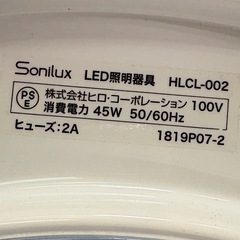 Sonilux LED照明器具 HLCL-002
PS
E
株式会社ヒロ・コーポレーション 100V
消費電力 45W 50/60Hz
ヒューズ：2A 1819P07-2